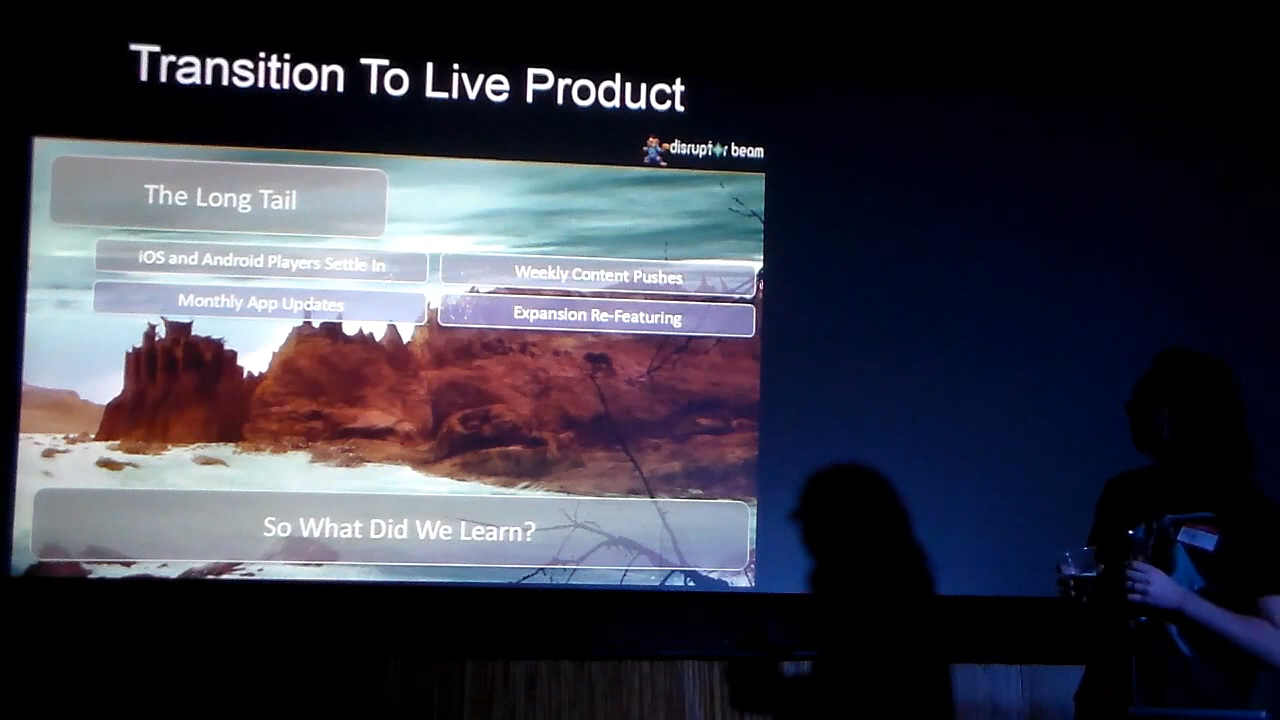 Transition To Live Product
disruptor beam
The Long Tail
iOS and Android Players Settle In
Weekly Content Pushes
Monthly App Updates
Expansion Re-Featuring
So What Did We Learn?